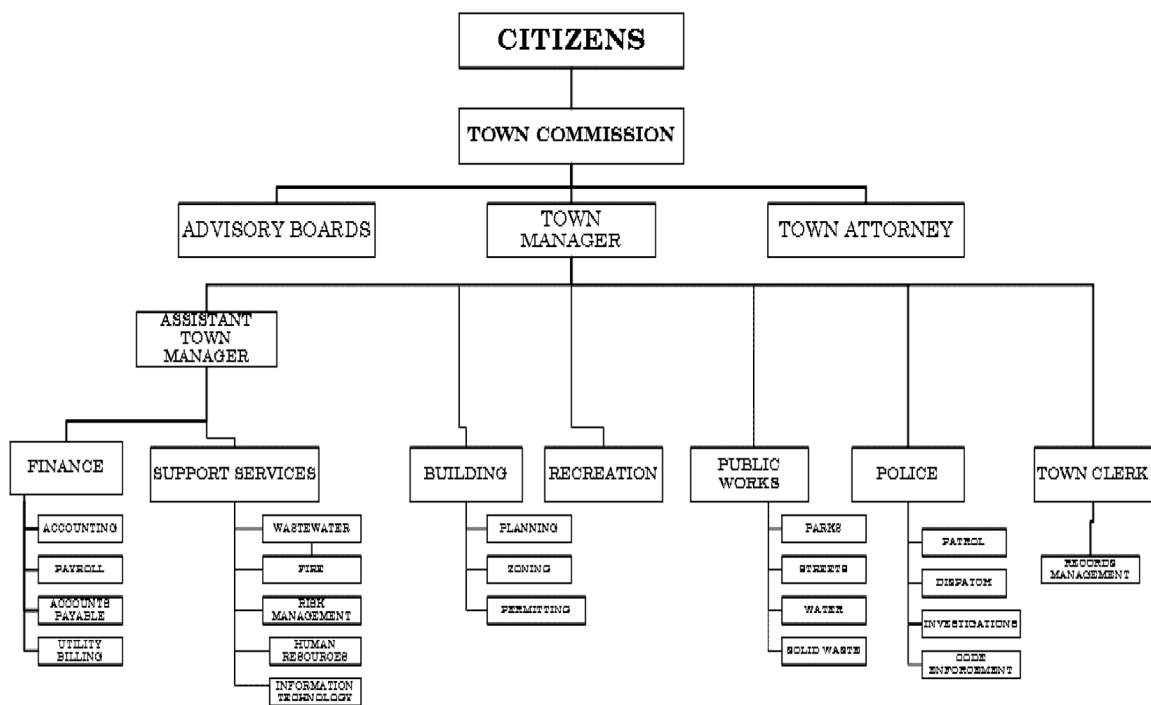 CITIZENS
TOWN COMMISSION
ADVISORY BOARDS
TOWN
MANAGER
TOWN ATTORNEY
ASSISTANT
TOWN
MANAGER
FINANCE
SUPPORT SERVICES
BUILDING
RECREATION
PUBLIC
WORKS
POLICE
TOWN CLERK
ACCOUNTING
PAYROLL
ACCOUNTS
PAYABLE
UTILITY
BILLING
WASTEWATER
FIRE
RISK
MANAGEMENT
HUMAN
RESOURCES
INFORMATION
TECHNOLOGY
PLANNING
ZONING
PERMITTING
PARKS
STREETS
WATER
SOLID WASTE
PATROL
DISPATCH
INVESTIGATIONS
CODE
ENFORCEMENT
RECORDS
MANAGEMENT